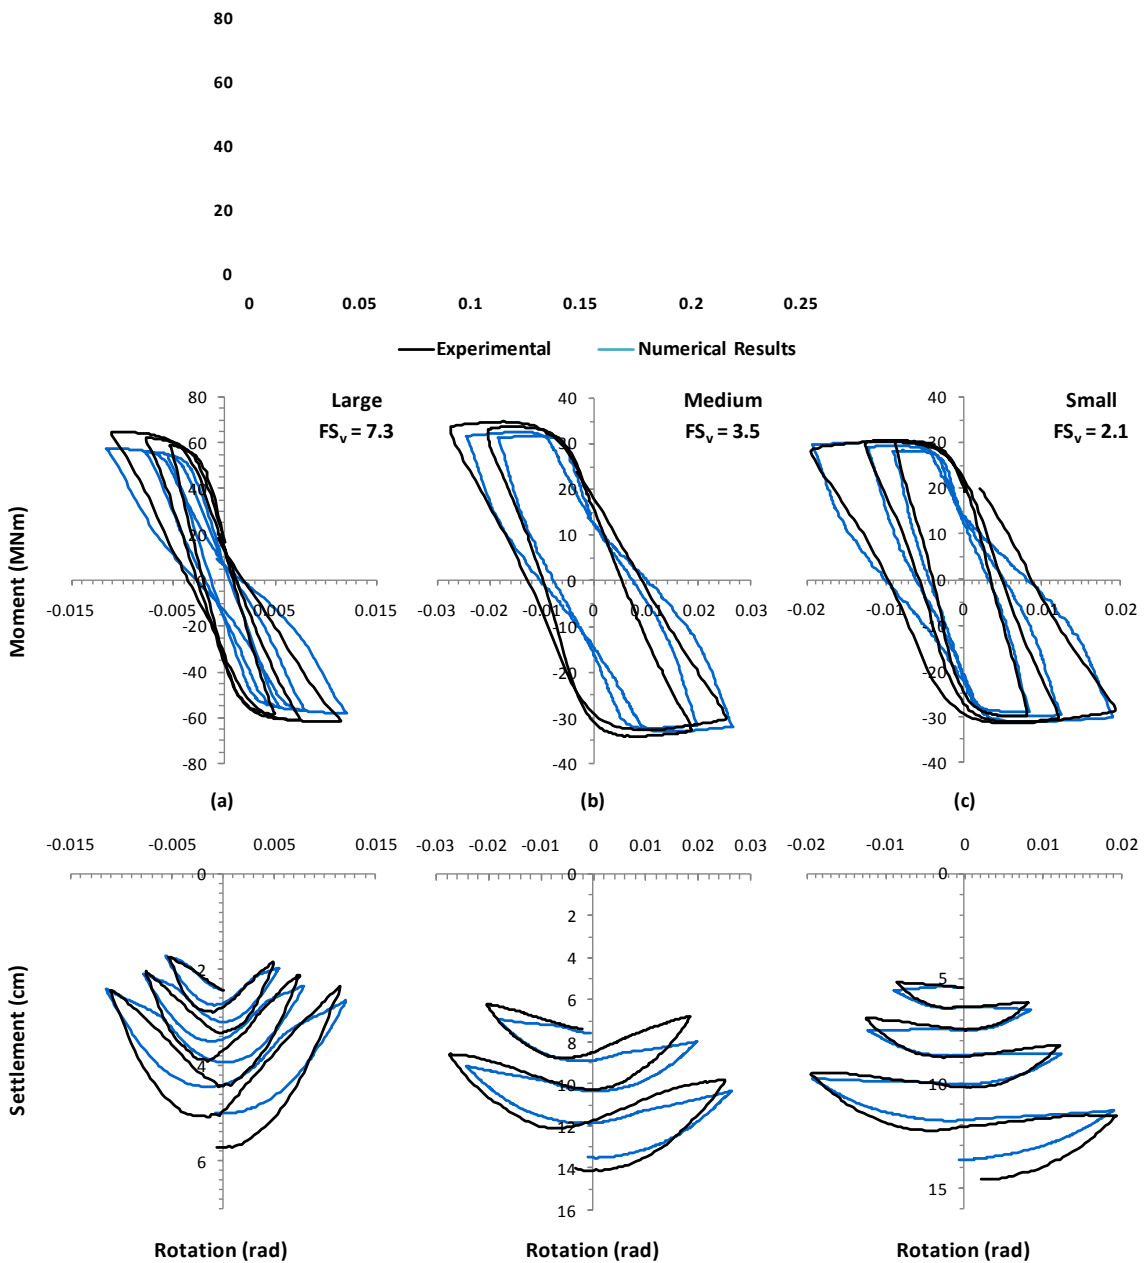 80
60
40
20
0
0 0.05 0.1 0.15 0.2 0.25
Experimental Numerical Results
Large
FSv = 7.3
80
60
40
20
0
-20
-40
-60
-80
-0.015 -0.005 0.005 0.015
Moment (MNm)
(a)
Medium
FSv = 3.5
40
30
20
10
0
-10
-20
-30
-40
-0.03 -0.02 -0.01 0 0.01 0.02 0.03
(b)
Small
FSv = 2.1
40
30
20
10
0
-10
-20
-30
-40
-0.02 -0.01 0 0.01 0.02
(c)
-0.015 -0.005 0.005 0.015
0
2
4
6
Settlement (cm)
Rotation (rad)
-0.03 -0.02 -0.01 0 0.01 0.02 0.03
0
2
4
6
8
10
12
14
16
Rotation (rad)
-0.02 -0.01 0 0.01 0.02
0
5
10
15
Rotation (rad)